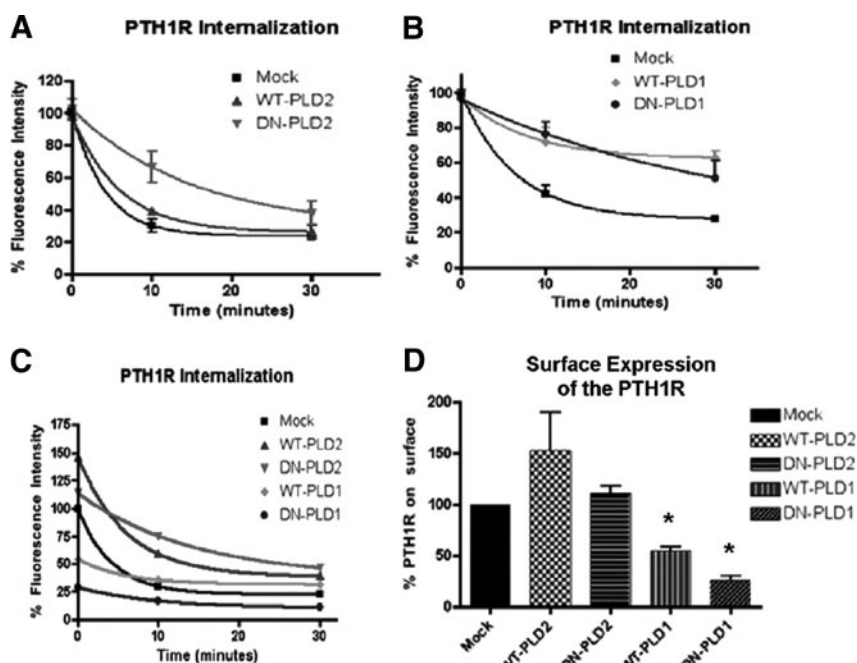 A
PTH1R Internalization
Mock
WT-PLD2
DN-PLD2
% Fluorescence Intensity
120
100
80
60
40
20
0
0
10
20
30
Time (minutes)
B
PTH1R Internalization
Mock
WT-PLD1
DN-PLD1
% Fluorescence Intensity
100
80
60
40
20
0
0
10
20
30
Time (minutes)
C
PTH1R Internalization
Mock
WT-PLD2
DN-PLD2
WT-PLD1
DN-PLD1
% Fluorescence Intensity
175
150
125
100
75
50
25
0
0
10
20
30
Time (minutes)
D
Surface Expression
of the PTH1R
Mock
WT-PLD2
DN-PLD2
WT-PLD1
DN-PLD1
% PTH1R on surface
200
150
100
50
0
*
*
Mock
WT-PLD2
DN-PLD2
WT-PLD1
DN-PLD1